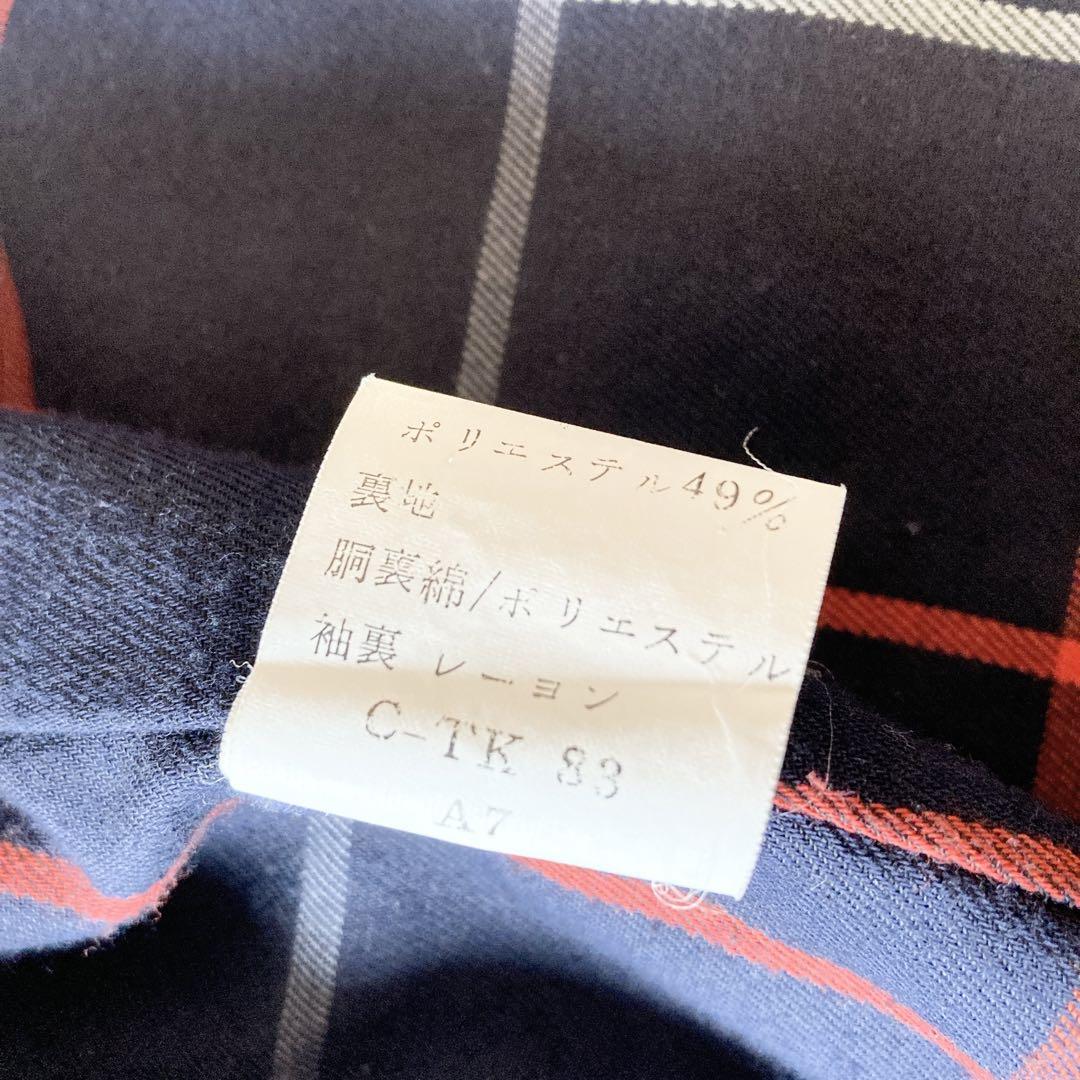 ポリエステル49%
裏地
胴裏綿/ポリエステル
袖裏 レーヨン
C-TK 83
A7